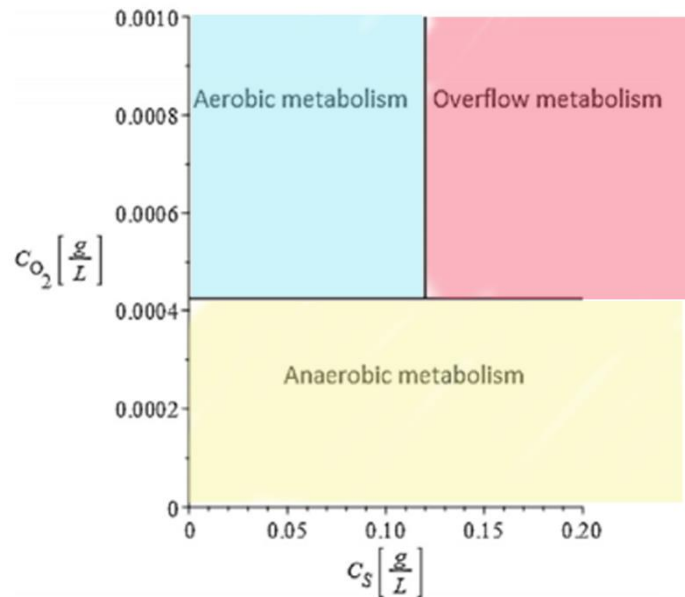 0.0010
Aerobic metabolism Overflow metabolism
0.0008
0.0006
C_O₂ [g/L]
0.0004
Anaerobic metabolism
0.0002
0
0 0.05 0.10 0.15 0.20
C_S [g/L]